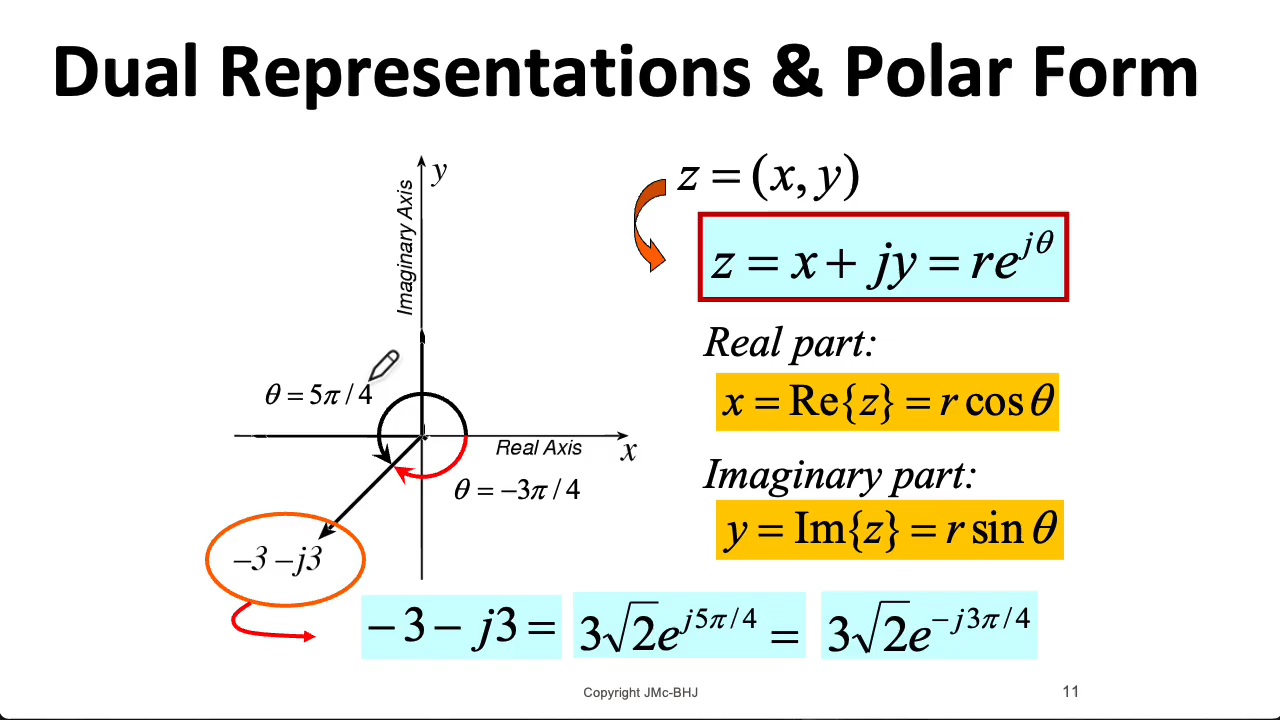 Dual Representations & Polar Form
y
Imaginary Axis
θ = 5π / 4
Real Axis
x
θ = −3π / 4
−3 −j3
z = (x, y)
z = x + jy = re^{jθ}
Real part:
x = Re{z} = r cos θ
Imaginary part:
y = Im{z} = r sin θ
− 3 − j3 = 3√2e^{j5π/4} = 3√2e^{−j3π/4}
Copyright JMc-BHJ
11